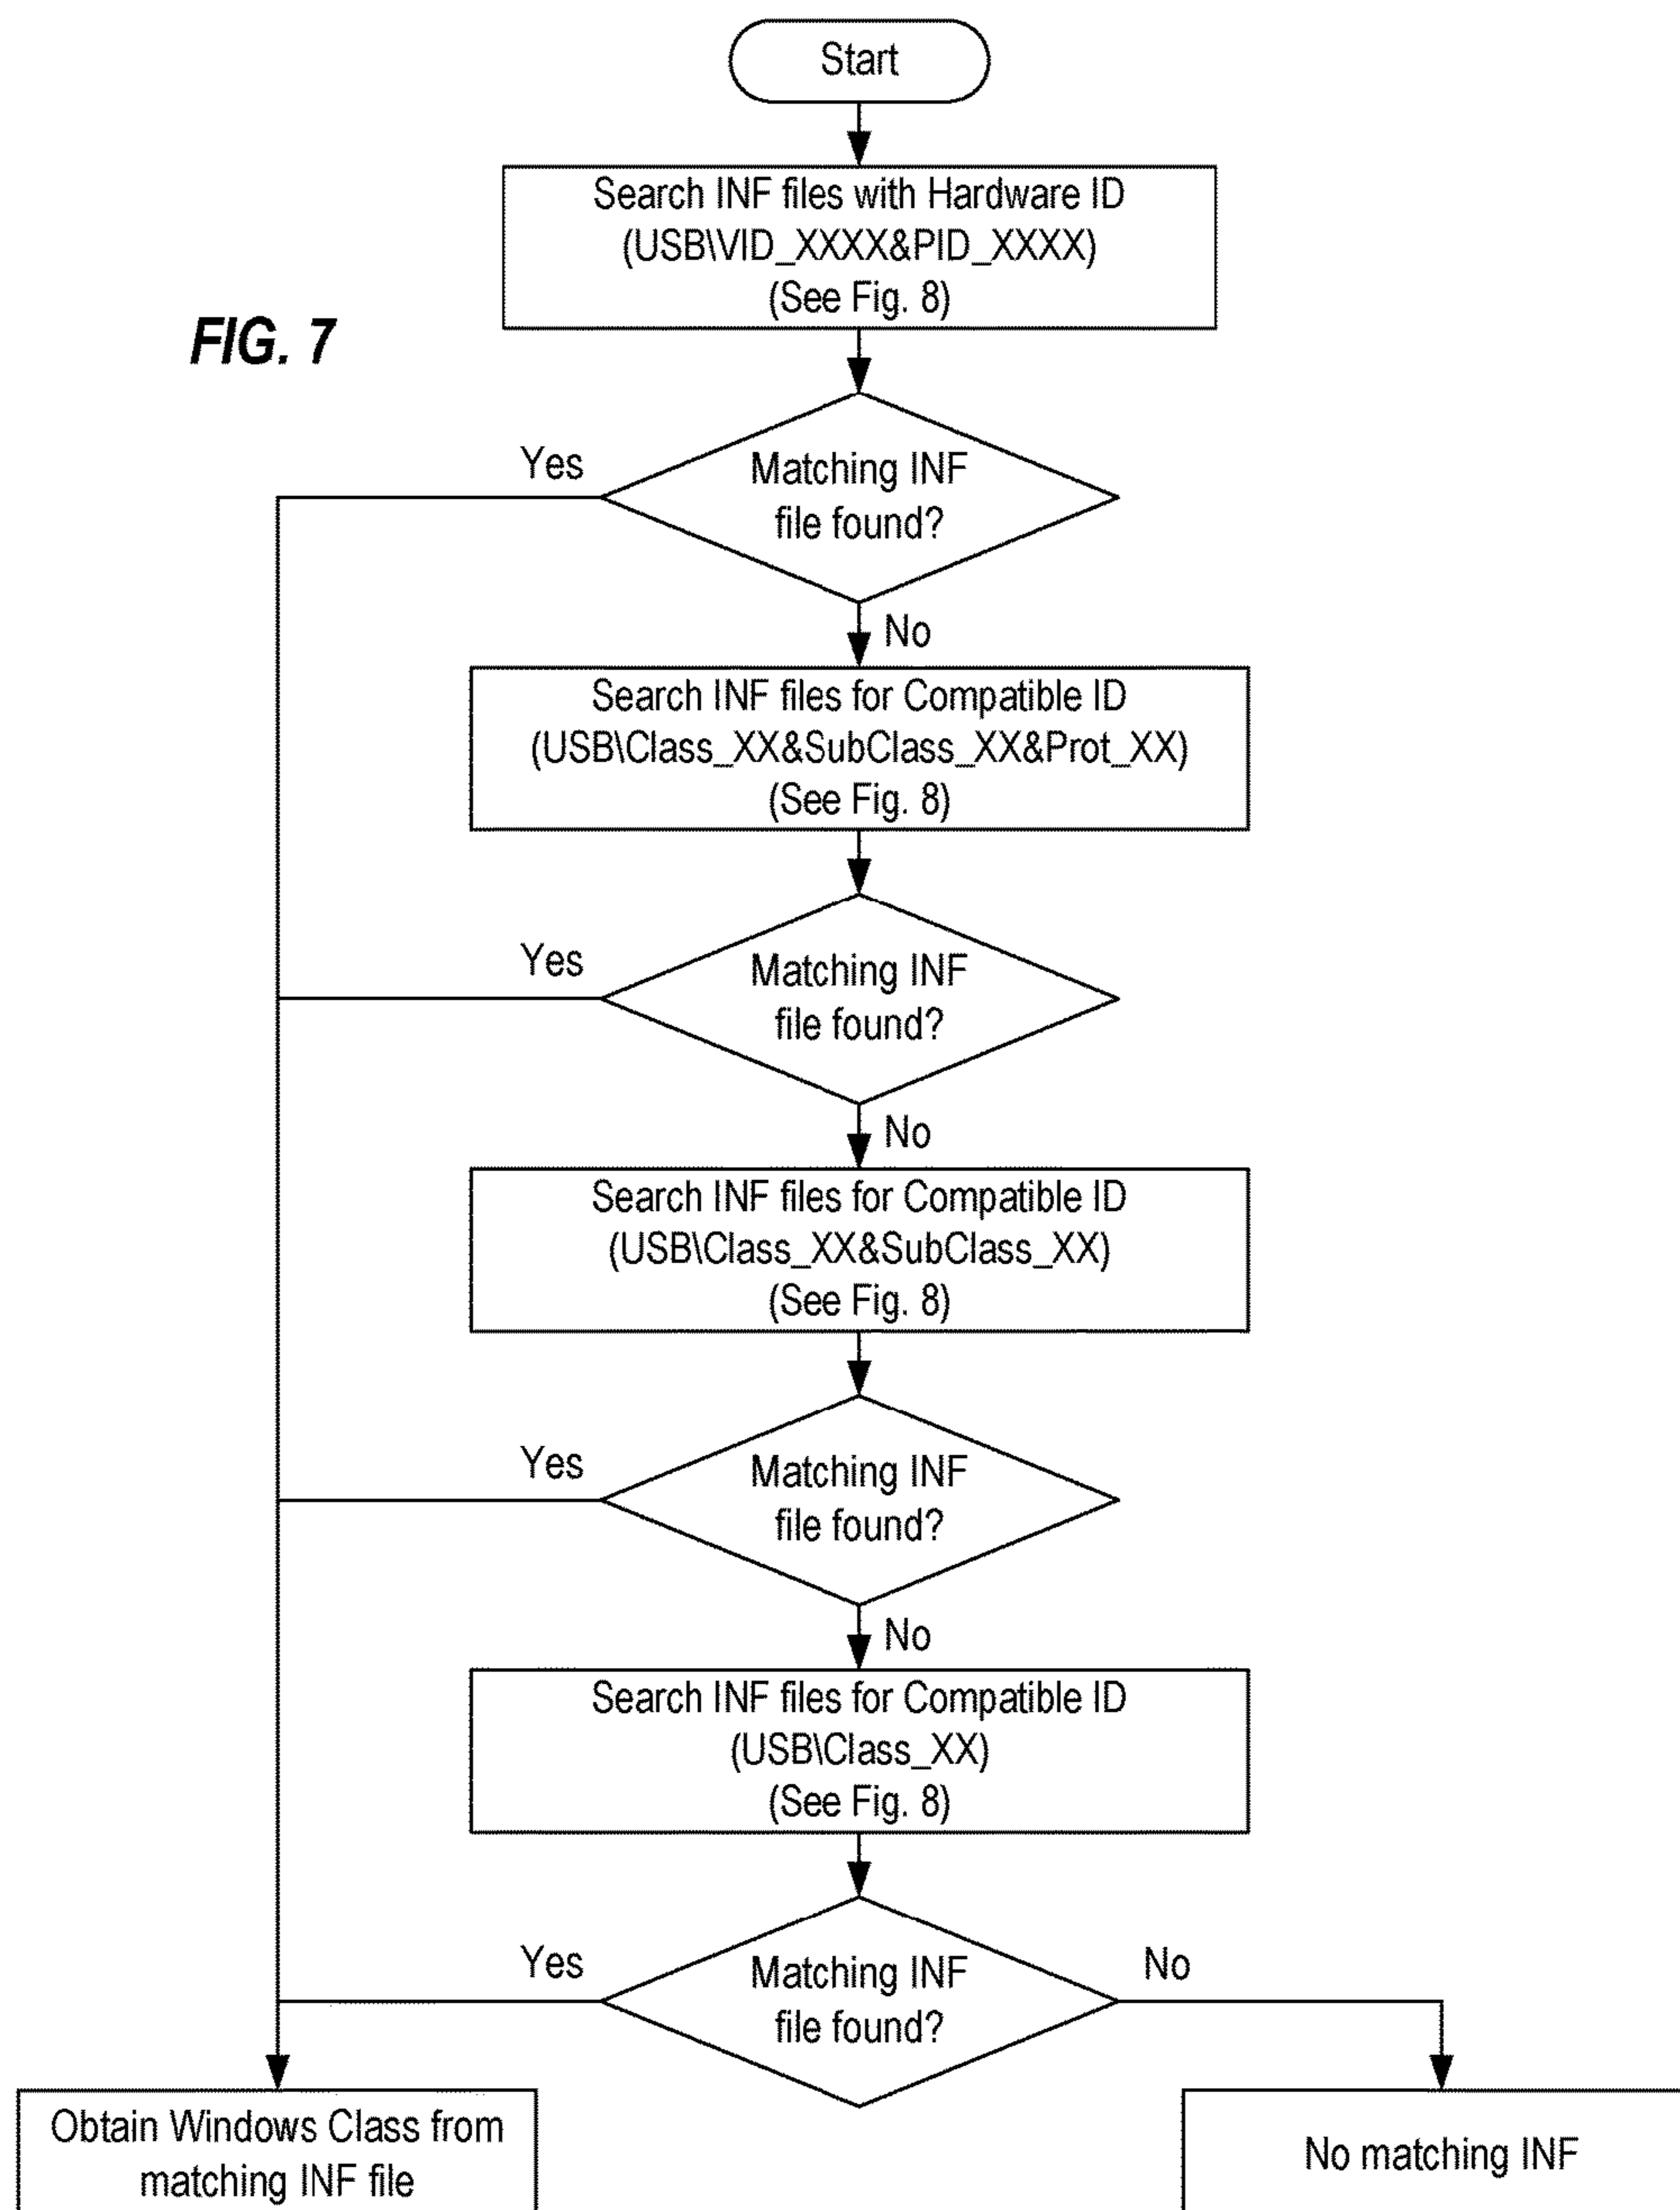 Start
Search INF files with Hardware ID
(USB\VID_XXXX&PID_XXXX)
(See Fig. 8)
FIG. 7
Yes
Matching INF
file found?
No
Search INF files for Compatible ID
(USB\Class_XX&SubClass_XX&Prot_XX)
(See Fig. 8)
Yes
Matching INF
file found?
No
Search INF files for Compatible ID
(USB\Class_XX&SubClass_XX)
(See Fig. 8)
Yes
Matching INF
file found?
No
Search INF files for Compatible ID
(USB\Class_XX)
(See Fig. 8)
Yes
Matching INF
file found?
No
Obtain Windows Class from
matching INF file
No matching INF